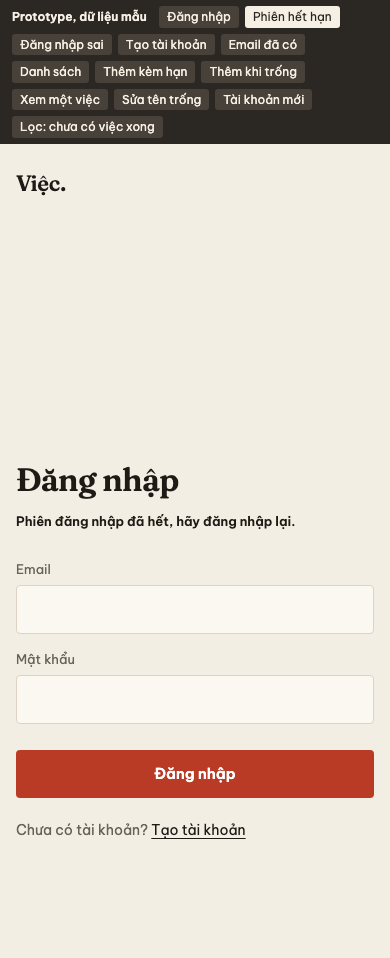 Prototype, dữ liệu mẫu Đăng nhập Phiên hết hạn
Đăng nhập sai Tạo tài khoản Email đã có
Danh sách Thêm kèm hạn Thêm khi trống
Xem một việc Sửa tên trống Tài khoản mới
Lọc: chưa có việc xong
Việc.
Đăng nhập
Phiên đăng nhập đã hết, hãy đăng nhập lại.
Email
Mật khẩu
Đăng nhập
Chưa có tài khoản? Tạo tài khoản